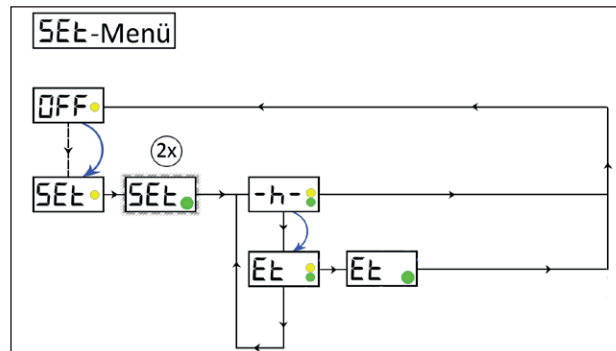 SEt-Menü
OFF
2x
SEt SEt -h-
Et Et